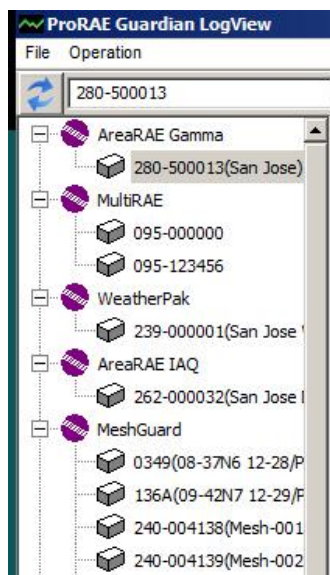 ProRAE Guardian LogView
File Operation
280-500013
AreaRAE Gamma
280-500013(San Jose)
MultiRAE
095-000000
095-123456
WeatherPak
239-000001(San Jose
AreaRAE IAQ
262-000032(San Jose
MeshGuard
0349(08-37N6 12-28/P
136A(09-42N7 12-29/P
240-004138(Mesh-001
240-004139(Mesh-002